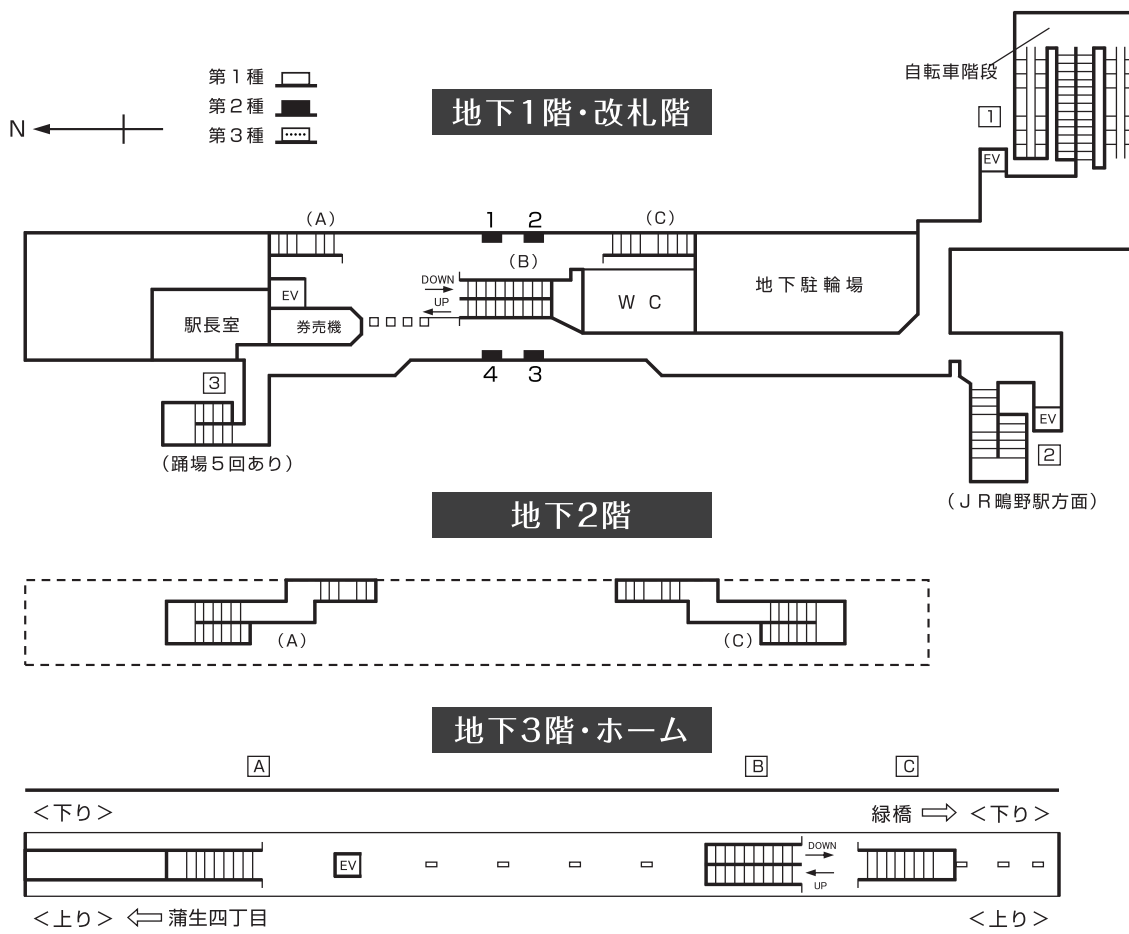 第1種
第2種
第3種
N
地下1階・改札階
自転車階段
1
EV
(A)
1
2
(C)
(B)
DOWN
UP
EV
W C
地下駐輪場
駅長室
券売機
3
4
3
EV
2
(踊場5回あり)
(JR鴫野駅方面)
地下2階
(A)
(C)
地下3階・ホーム
A
B
C
<下り>
緑橋 ⇨ <下り>
EV
DOWN
UP
<上り> ⇦ 蒲生四丁目
<上り>